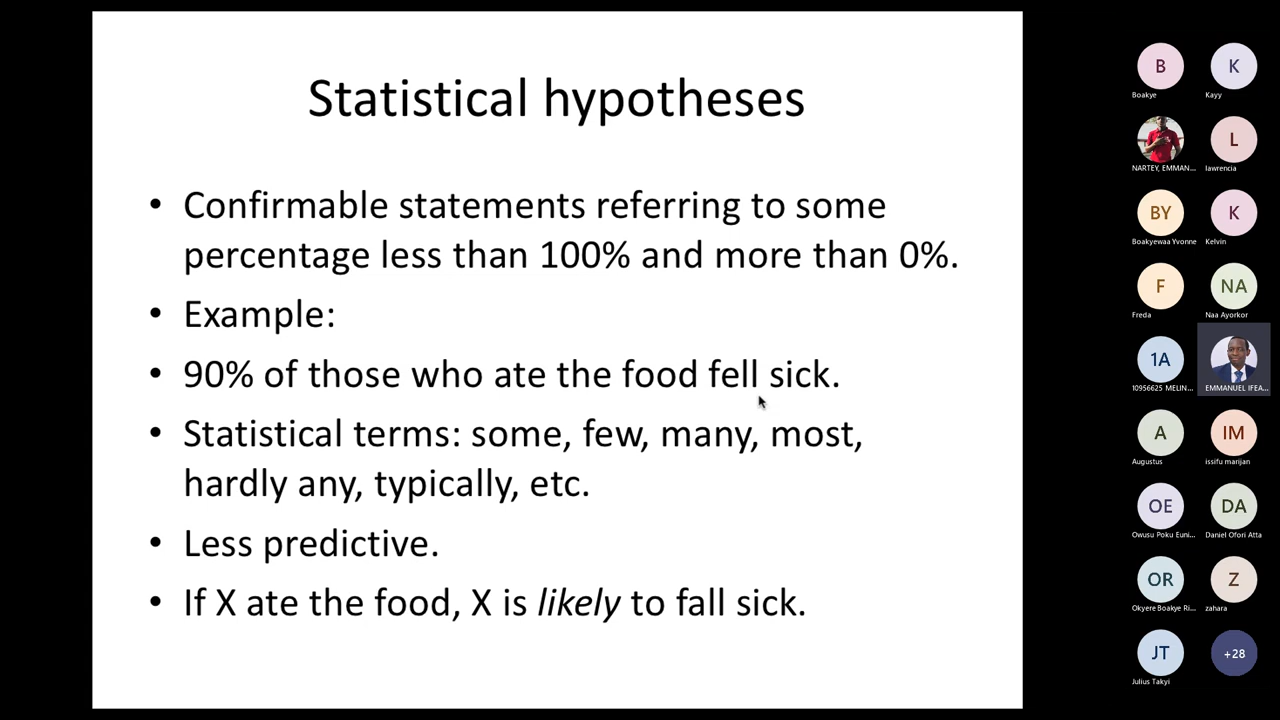 Statistical hypotheses
• Confirmable statements referring to some
percentage less than 100% and more than 0%.
• Example:
• 90% of those who ate the food fell sick.
• Statistical terms: some, few, many, most,
hardly any, typically, etc.
• Less predictive.
• If X ate the food, X is likely to fall sick.
B
Boakye
K
Kayy
NARTEY, EMMAN...
L
lawrencia
BY
Boakyewaa Yvonne
K
Kelvin
F
Freda
NA
Naa Ayorkor
1A
10956625 MELIN...
EMMANUEL IFEA...
A
Augustus
IM
issifu marijan
OE
Owusu Poku Euni...
DA
Daniel Ofori Atta
OR
Okyere Boakye Ri...
Z
zahara
JT
Julius Takyi
+28